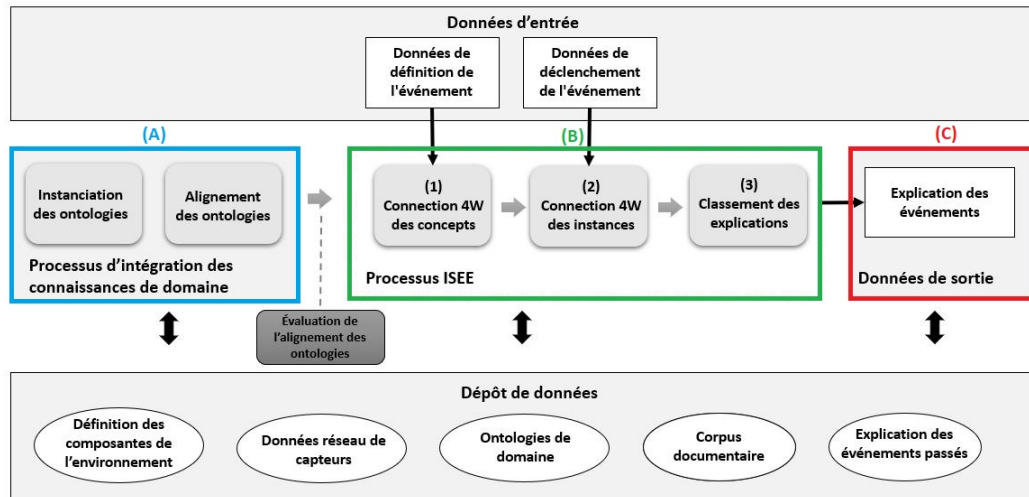 Données d’entrée
Données de
définition de
l'événement
Données de
déclenchement
de l'événement
(A)
(B)
(C)
Instanciation
des ontologies
Alignement
des ontologies
Processus d’intégration des
connaissances de domaine
(1)
Connection 4W
des concepts
(2)
Connection 4W
des instances
(3)
Classement des
explications
Processus ISEE
Explication des
événements
Données de sortie
Évaluation de
l’alignement des
ontologies
Dépôt de données
Définition des
composantes de
l’environnement
Données réseau de
capteurs
Ontologies de
domaine
Corpus
documentaire
Explication des
événements passés